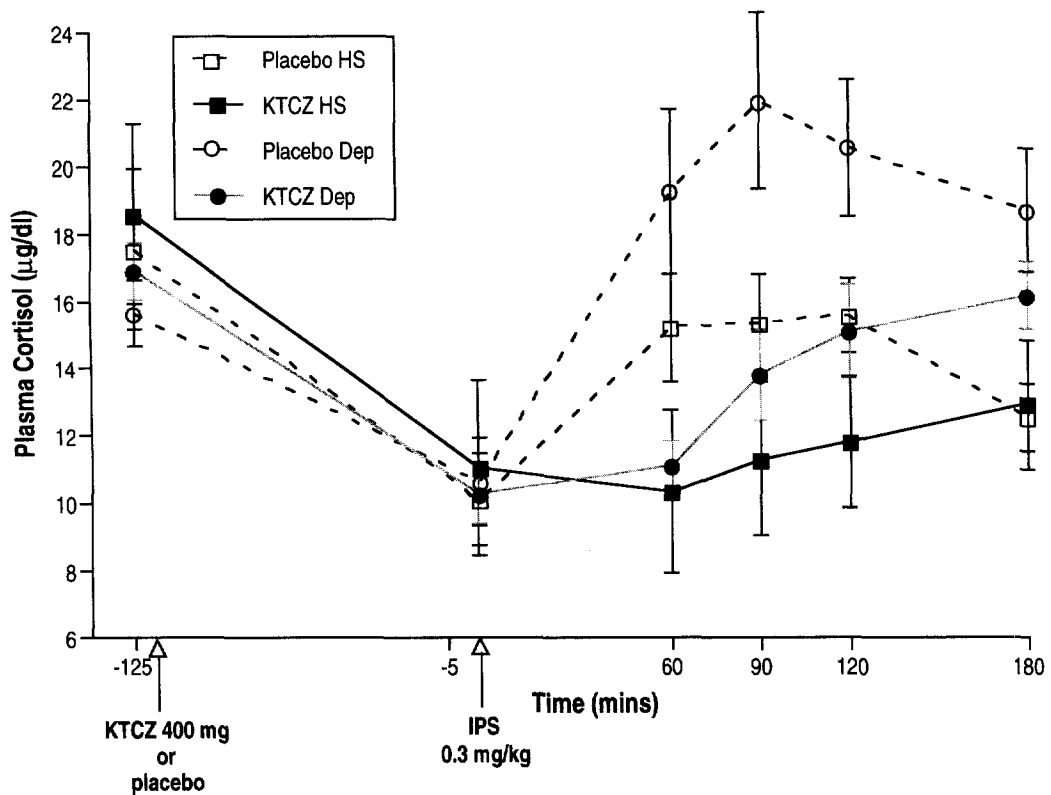 24
22
20
18
16
14
12
10
8
6
Plasma Cortisol (μg/dl)
Placebo HS
KTCZ HS
Placebo Dep
KTCZ Dep
-125
-5
60
90
120
180
Time (mins)
KTCZ 400 mg
or
placebo
IPS
0.3 mg/kg